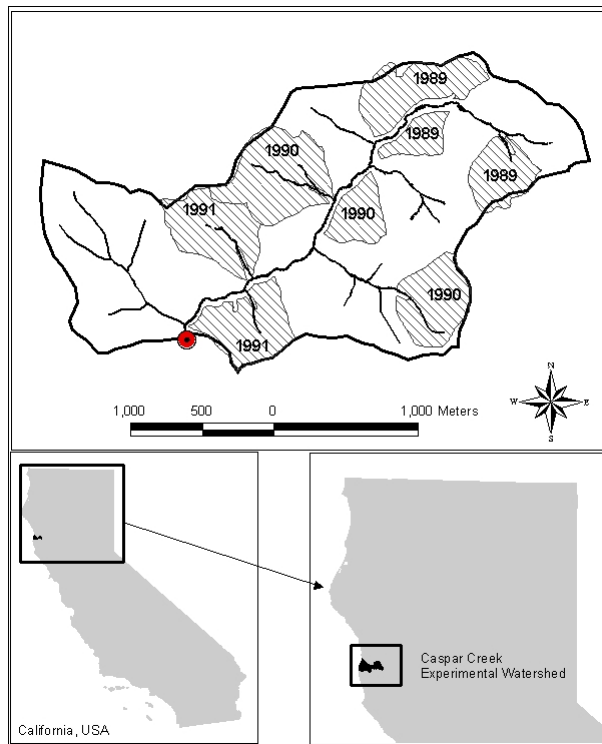 1989
1989
1990
1989
1991
1990
1990
1991
N
W E
S
1,000 500 0 1,000 Meters
Caspar Creek
Experimental Watershed
California, USA